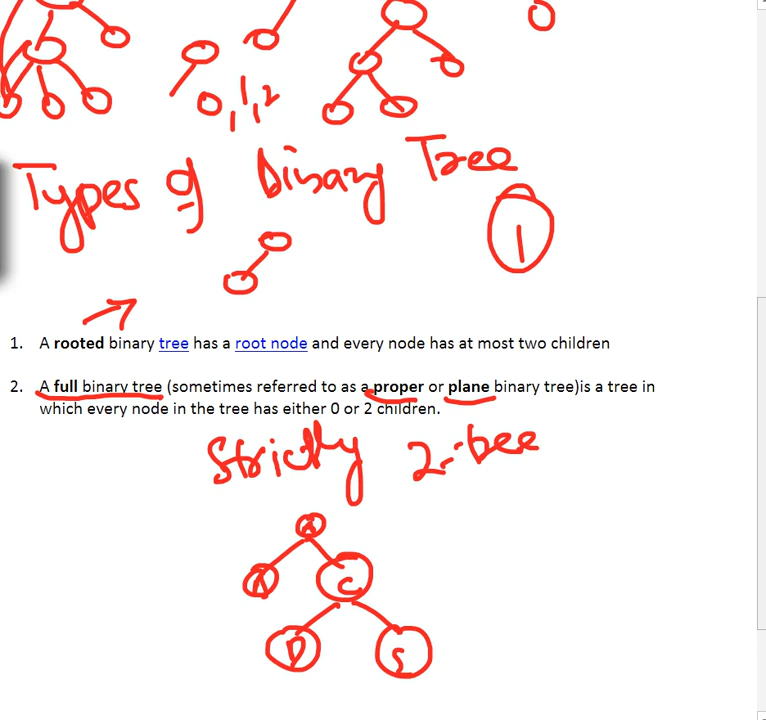 0, 1, 2
Types of binary Tree
1
1. A rooted binary tree has a root node and every node has at most two children
2. A full binary tree (sometimes referred to as a proper or plane binary tree)is a tree in
which every node in the tree has either 0 or 2 children.
Strictly 2-tree
C
D S